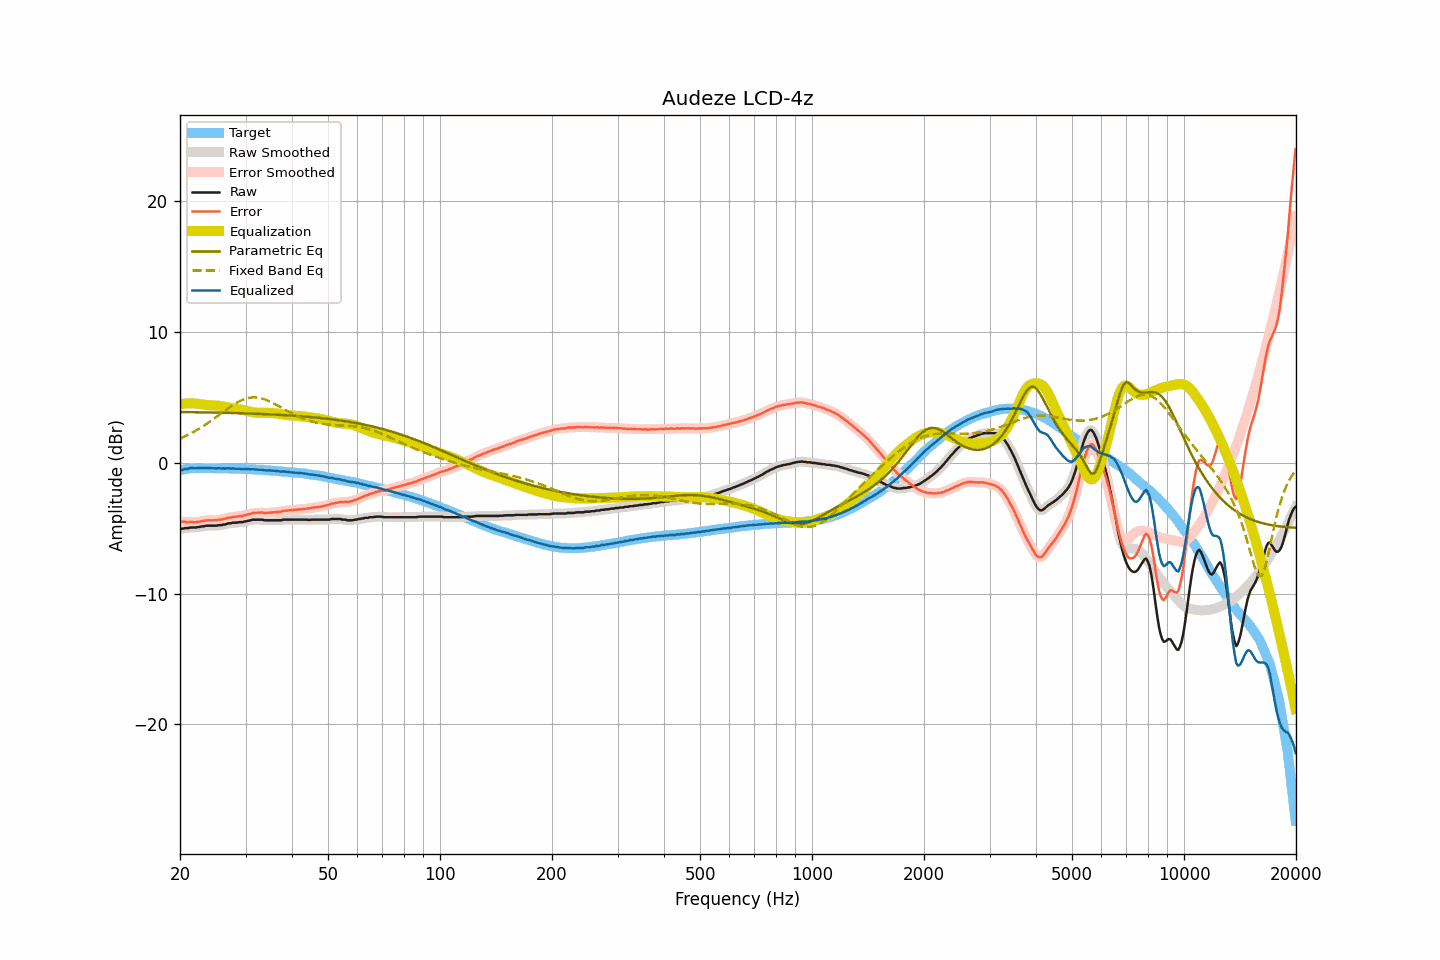 Audeze LCD-4z
Target
Raw Smoothed
Error Smoothed
Raw
Error
Equalization
Parametric Eq
Fixed Band Eq
Equalized
20
10
0
−10
−20
Amplitude (dBr)
20 50 100 200 500 1000 2000 5000 10000 20000
Frequency (Hz)